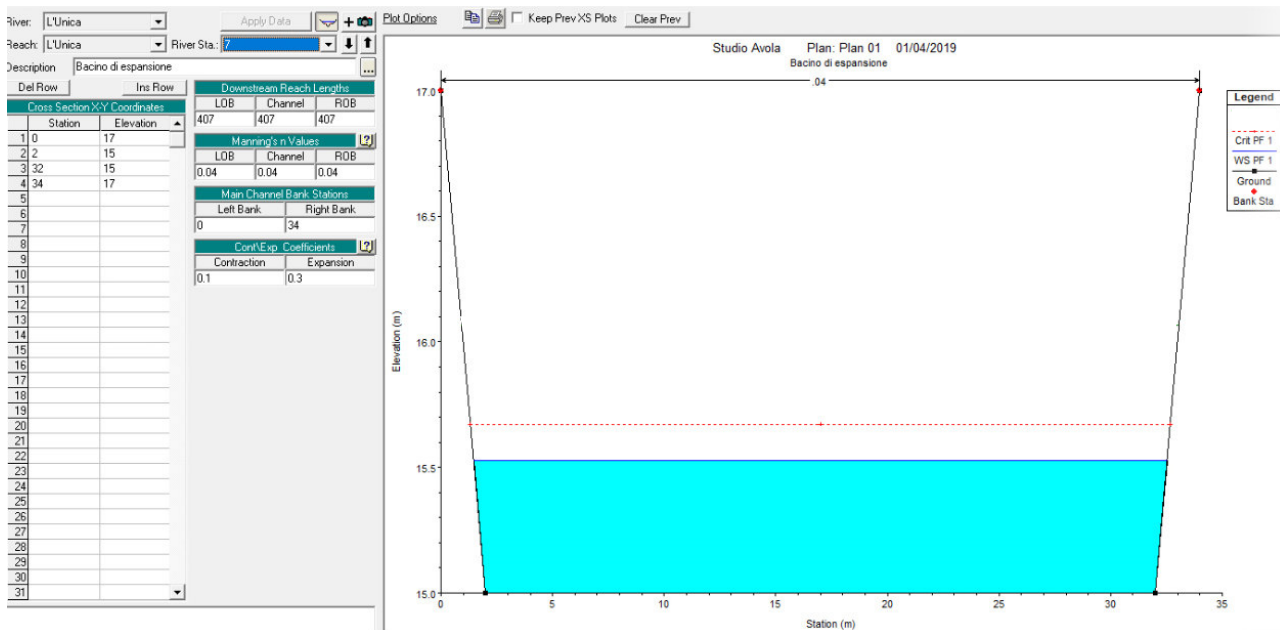 River: L'Unica Apply Data + Plot Options Keep Prev XS Plots Clear Prev
Reach: L'Unica River Sta.: 7
Description Bacino di espansione ...
Del Row Ins Row
Cross Section X-Y Coordinates
Station Elevation
1 0 17
2 2 15
3 32 15
4 34 17
5
6
7
8
9
10
11
12
13
14
15
16
17
18
19
20
21
22
23
24
25
26
27
28
29
30
31
Downstream Reach Lengths
LOB Channel ROB
407 407 407
Manning's n Values
LOB Channel ROB
0.04 0.04 0.04
Main Channel Bank Stations
Left Bank Right Bank
0 34
Cont\Exp Coefficients
Contraction Expansion
0.1 0.3
Studio Avola Plan: Plan 01 01/04/2019
Bacino di espansione
.04
17.0
16.5
16.0
15.5
15.0
Elevation (m)
0 5 10 15 20 25 30 35
Station (m)
Legend
Crit PF 1
WS PF 1
Ground
Bank Sta